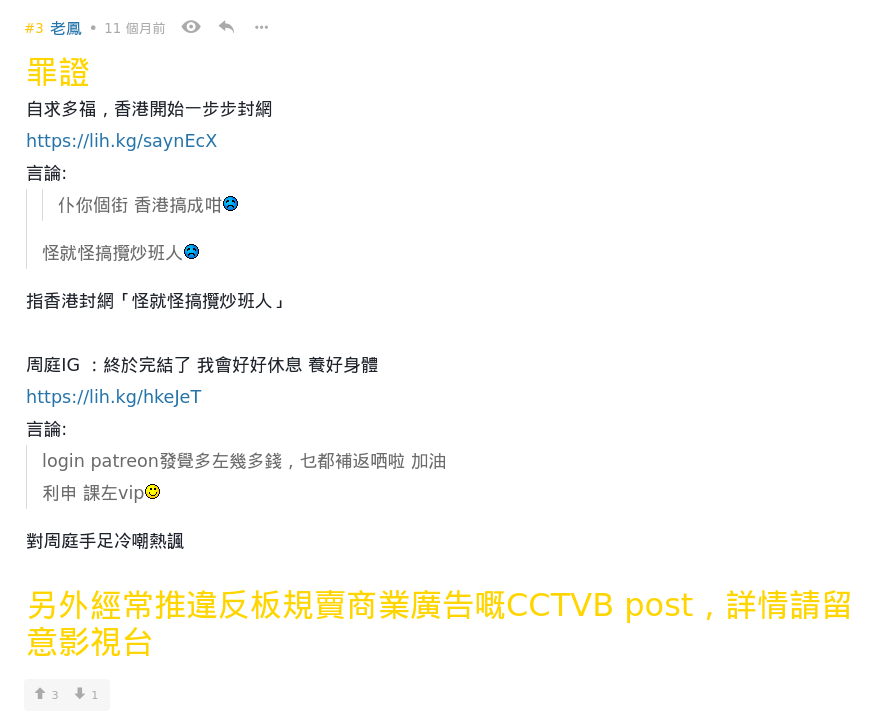 #3 老鳳 • 11 個月前
罪證
自求多福，香港開始一步步封網
https://lih.kg/saynEcX
言論:
仆你個街 香港搞成咁
怪就怪搞攬炒班人
指香港封網「怪就怪搞攬炒班人」
周庭IG ：終於完結了 我會好好休息 養好身體
https://lih.kg/hkeJeT
言論:
login patreon發覺多左幾多錢，乜都補返哂啦 加油
利申 課左vip
對周庭手足冷嘲熱諷
另外經常推違反板規賣商業廣告嘅CCTVB post，詳情請留
意影視台
3 1